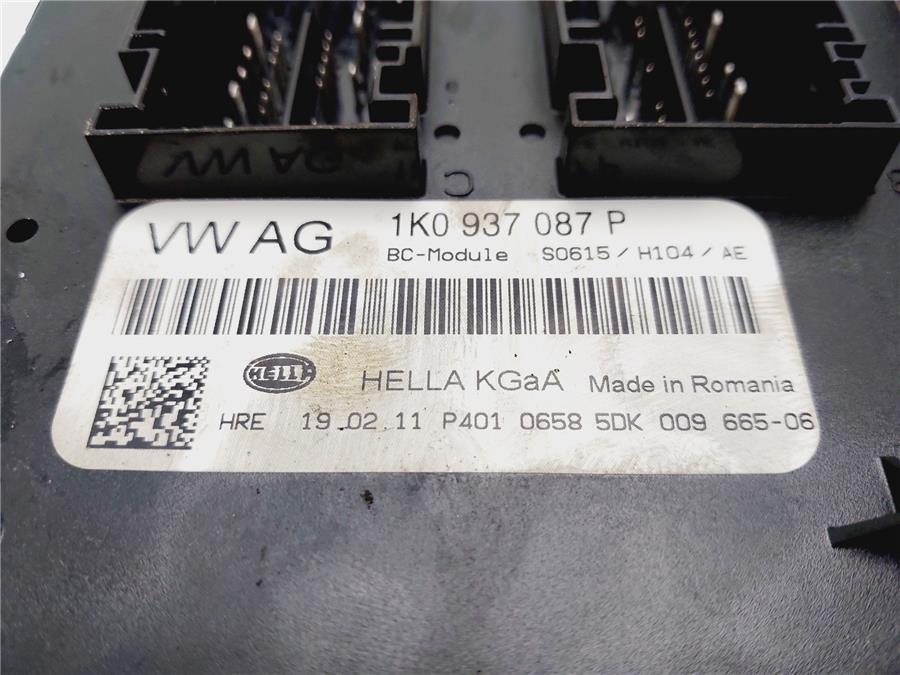 C
VW AG 1K0 937 087 P
BC-Module S0615 / H104 / AE
HELLA
HELLA KGaA Made in Romania
HRE 19.02.11 P401 0658 5DK 009 665-06